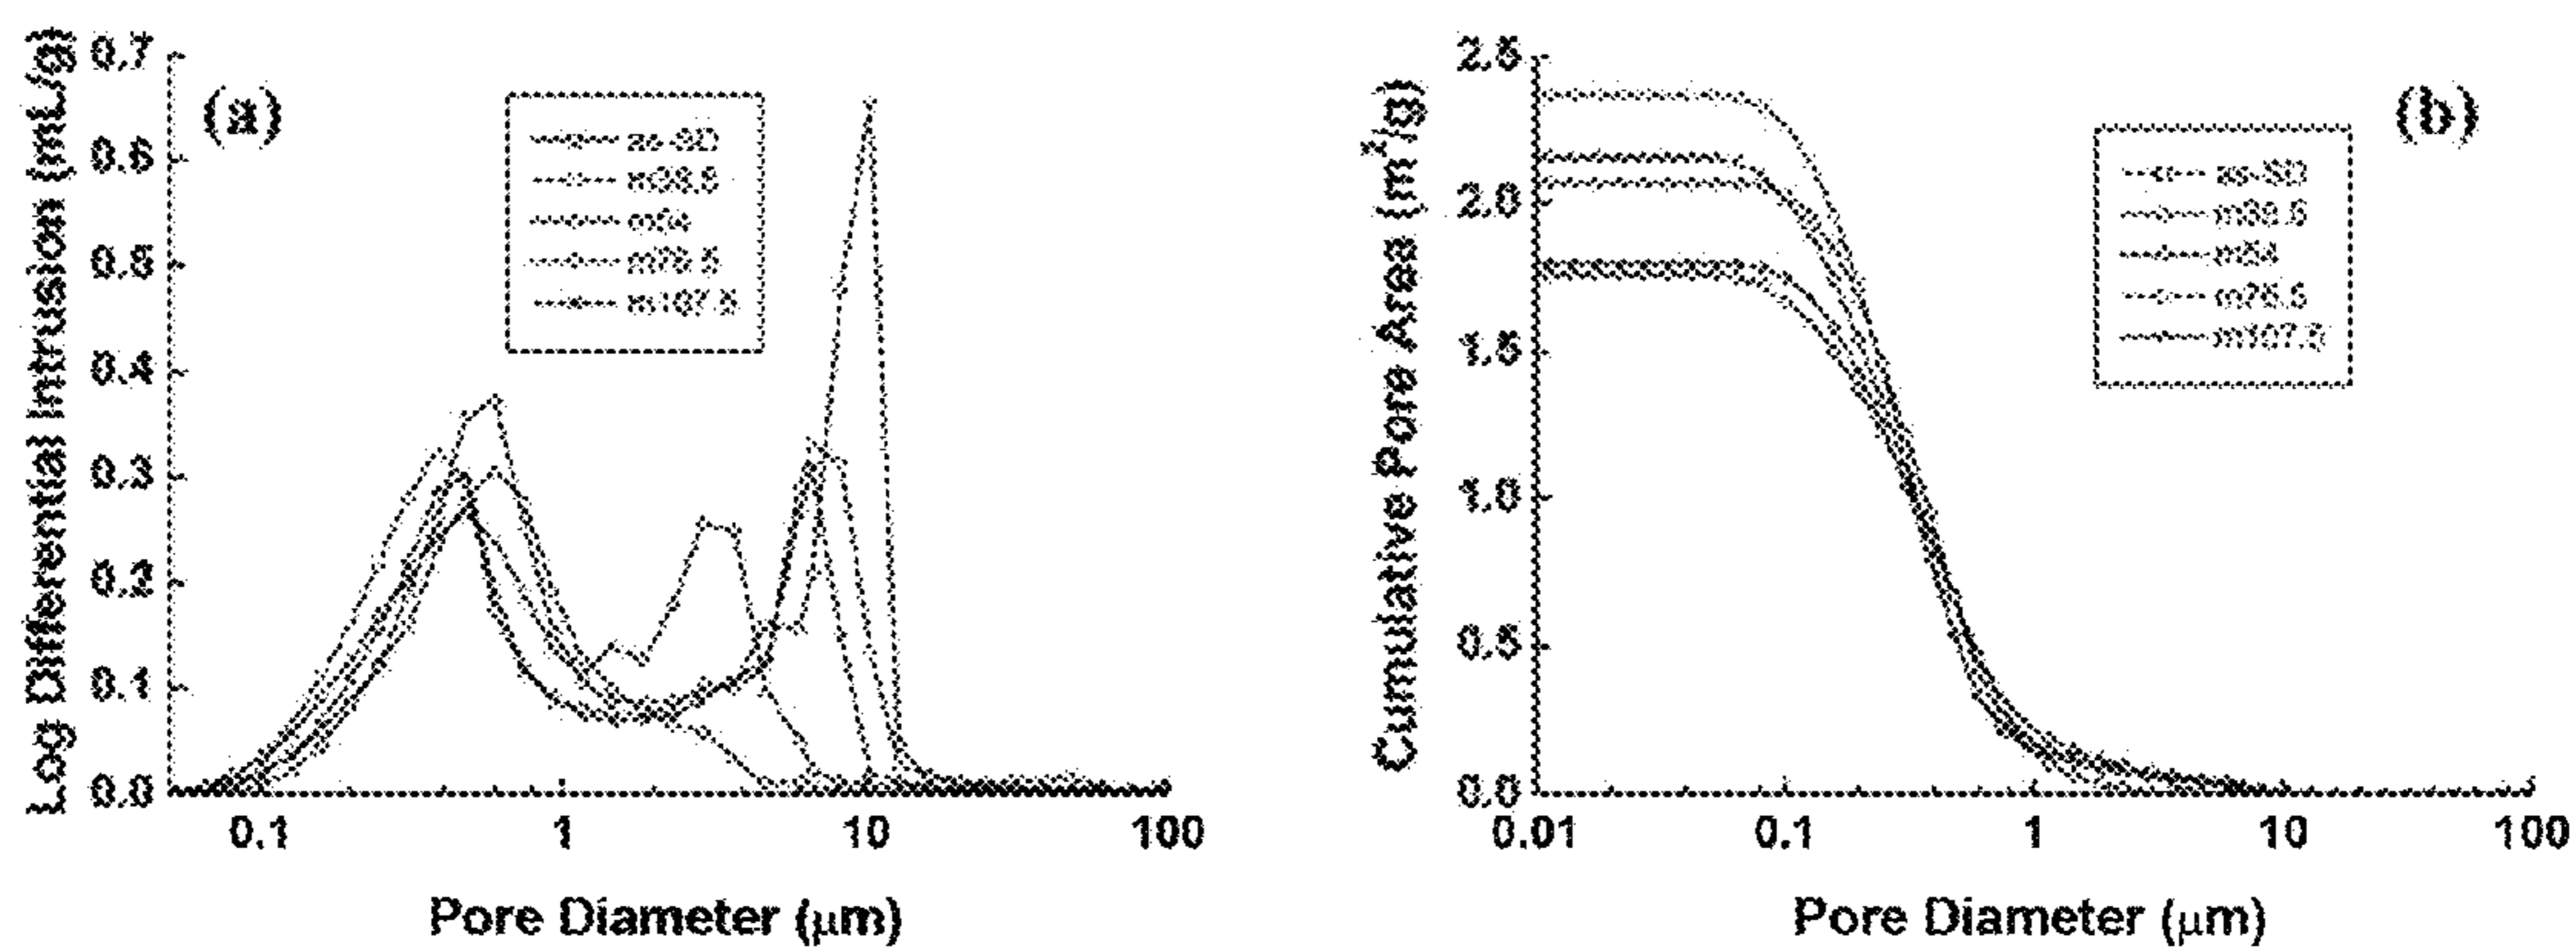 (a)
Log Differential Intrusion (mL/g)
0.7
0.6
0.5
0.4
0.3
0.2
0.1
0.0
as-SD
m54
0.1
1
10
100
Pore Diameter (μm)
(b)
Cumulative Pore Area (m²/g)
2.5
2.0
1.5
1.0
0.5
0.0
as-SD
m54
0.01
0.1
1
10
100
Pore Diameter (μm)